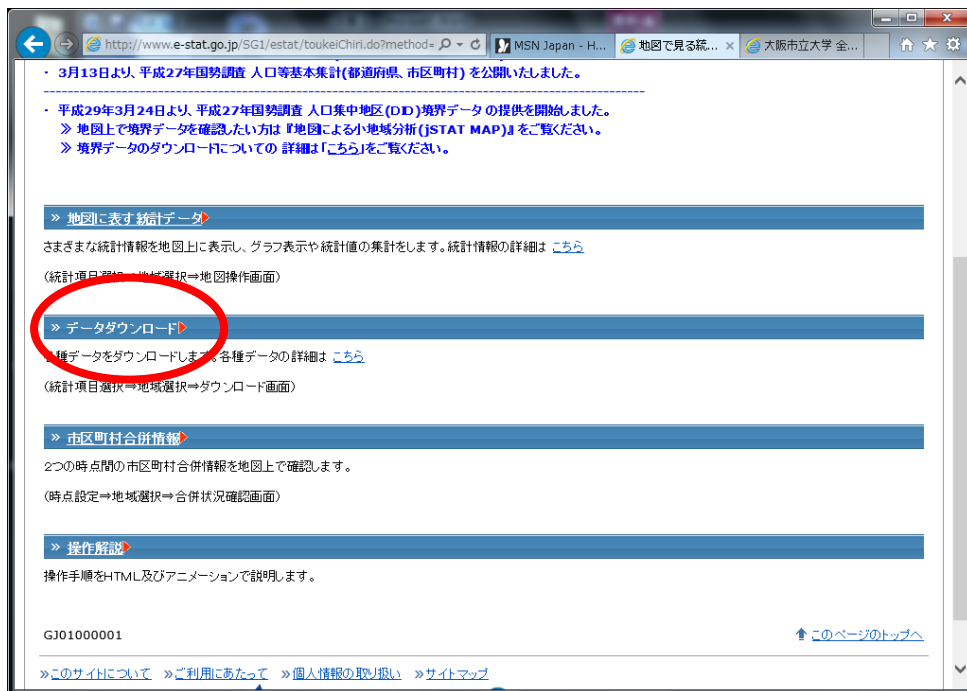 http://www.e-stat.go.jp/SG1/estat/toukeiChiri.do?method=
MSN Japan - H...
地図で見る統...
大阪市立大学 全...
・ 3月13日より、平成27年国勢調査 人口等基本集計(都道府県、市区町村) を公開いたしました。
・ 平成29年3月24日より、平成27年国勢調査 人口集中地区(DID)境界データ の提供を開始しました。
≫ 地図上で境界データを確認したい方は 『地図による小地域分析(jSTAT MAP)』 をご覧ください。
≫ 境界データのダウンロードについての 詳細は「こちら」をご覧ください。
» 地図に表す統計データ
さまざまな統計情報を地図上に表示し、グラフ表示や統計値の集計をします。統計情報の詳細は こちら
(統計項目選択⇒地域選択⇒地図操作画面)
» データダウンロード
各種データをダウンロードします。各種データの詳細は こちら
(統計項目選択⇒地域選択⇒ダウンロード画面)
» 市区町村合併情報
2つの時点間の市区町村合併情報を地図上で確認します。
(時点設定⇒地域選択⇒合併状況確認画面)
» 操作解説
操作手順をHTML及びアニメーションで説明します。
GJ01000001
このページのトップへ
»このサイトについて »ご利用にあたって »個人情報の取り扱い »サイトマップ